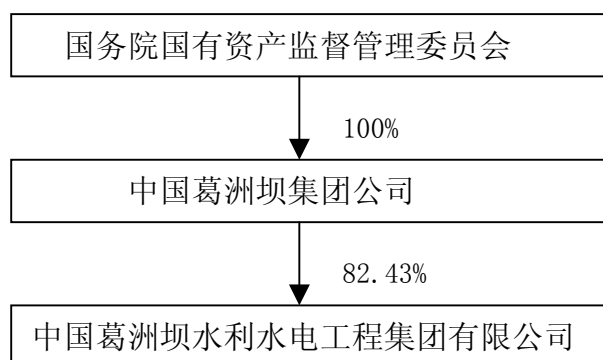 国务院国有资产监督管理委员会
100%
中国葛洲坝集团公司
82.43%
中国葛洲坝水利水电工程集团有限公司